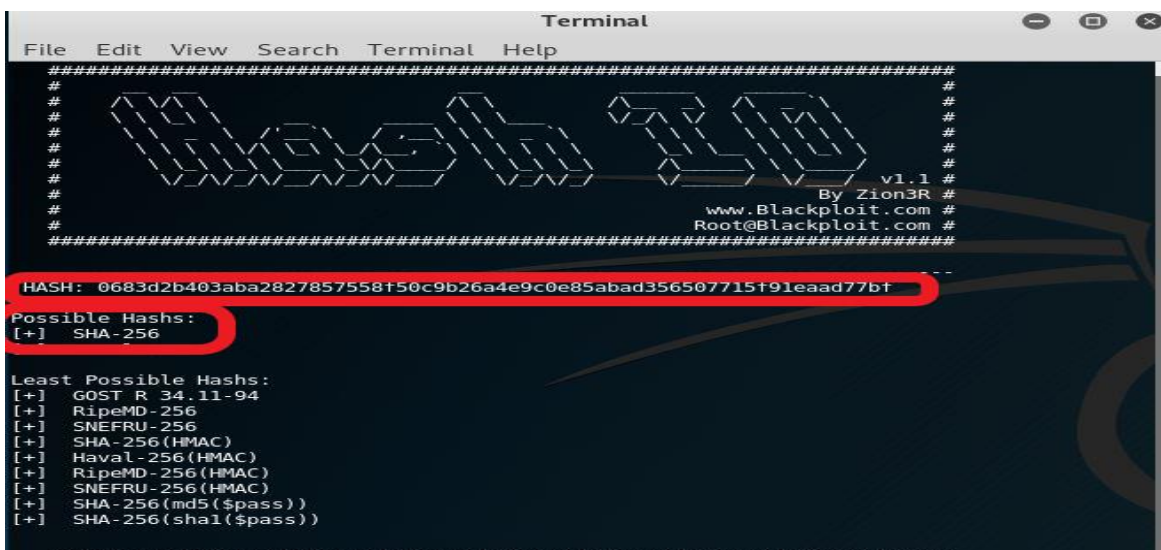 Terminal
File Edit View Search Terminal Help
#########################################################################
# #
# #
# #
# #
# #
# #
# v1.1 #
# By Zion3R #
# www.Blackploit.com #
# Root@Blackploit.com #
#########################################################################
---
HASH: 0683d2b403aba2827857558f50c9b26a4e9c0e85abad356507715f91eaad77bf
Possible Hashs:
[+] SHA-256
Least Possible Hashs:
[+] GOST R 34.11-94
[+] RipeMD-256
[+] SNEFRU-256
[+] SHA-256(HMAC)
[+] Haval-256(HMAC)
[+] RipeMD-256(HMAC)
[+] SNEFRU-256(HMAC)
[+] SHA-256(md5($pass))
[+] SHA-256(sha1($pass))